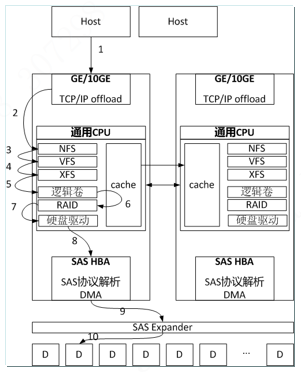 Host
Host
1
GE/10GE
TCP/IP offload
GE/10GE
TCP/IP offload
2
通用CPU
通用CPU
3
NFS
NFS
4
VFS
VFS
5
XFS
XFS
cache
cache
逻辑卷
逻辑卷
7
RAID
6
RAID
硬盘驱动
硬盘驱动
8
SAS HBA
SAS HBA
SAS协议解析
DMA
SAS协议解析
DMA
9
SAS Expander
10
D
D
D
D
D
D
D
...
D